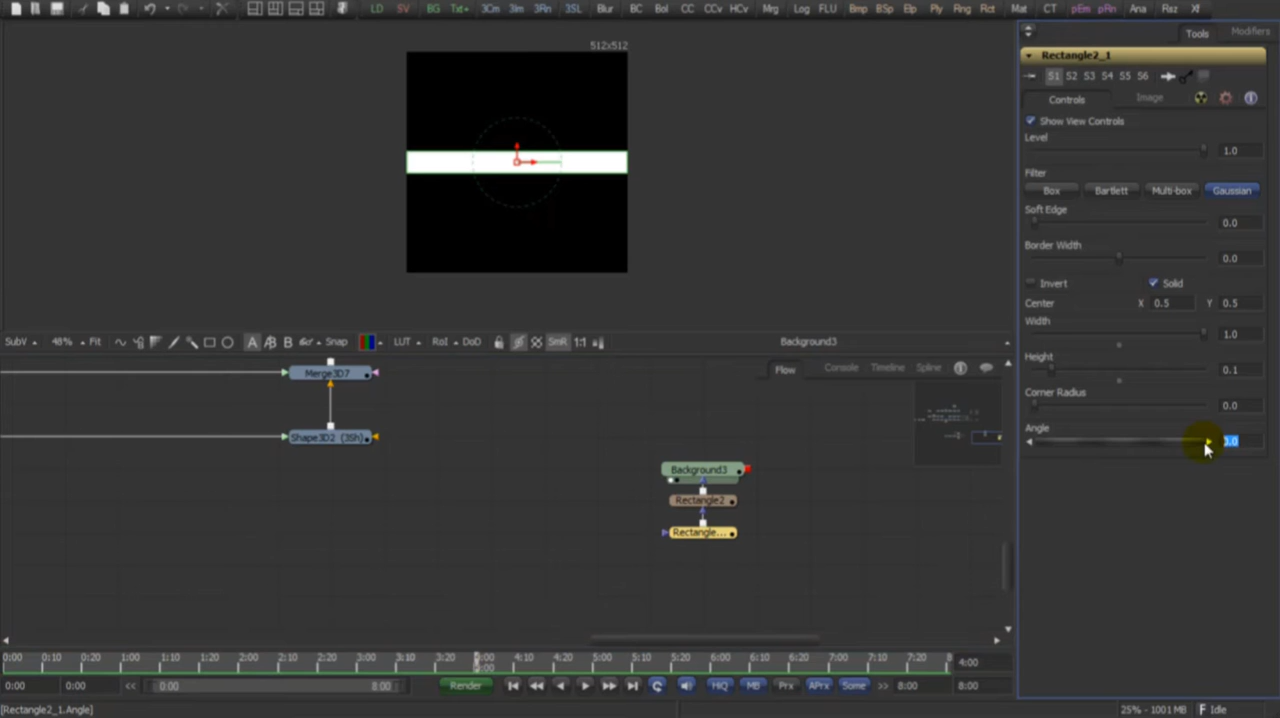 LD SV BG Txt+ 3Cm 3Im 3Rn 3SL Blur BC Bol CC CCv HCv Mrg Log FLU Bmp BSp Elp Ply Rng Rct Mat CT pEm pRn Ana Rsz Xf
512x512
Tools Modifiers
Rectangle2_1
S1 S2 S3 S4 S5 S6
Controls Image
Show View Controls
Level
1.0
Filter
Box Bartlett Multi-box Gaussian
Soft Edge
0.0
Border Width
0.0
Invert Solid
Center X 0.5 Y 0.5
Width
1.0
Height
0.1
Corner Radius
0.0
Angle
0.0
SubV 48% Fit A B Snap LUT RoI DoD SmR 1:1 Background3
Flow Console Timeline Spline
Merge3D7
Shape3D2 (3Sh)
Background3
Rectangle2
Rectangle...
0:00 0:10 0:20 1:00 1:10 1:20 2:00 2:10 2:20 3:00 3:10 3:20 4:10 4:20 5:00 5:10 5:20 6:00 6:10 6:20 7:00 7:10 7:20 8 4:00
0:00 0:00 << 0:00 8:00 Render HiQ MB Prx APrx Some >> 8:00 8:00
[Rectangle2_1.Angle] 25% - 1001 MB Idle